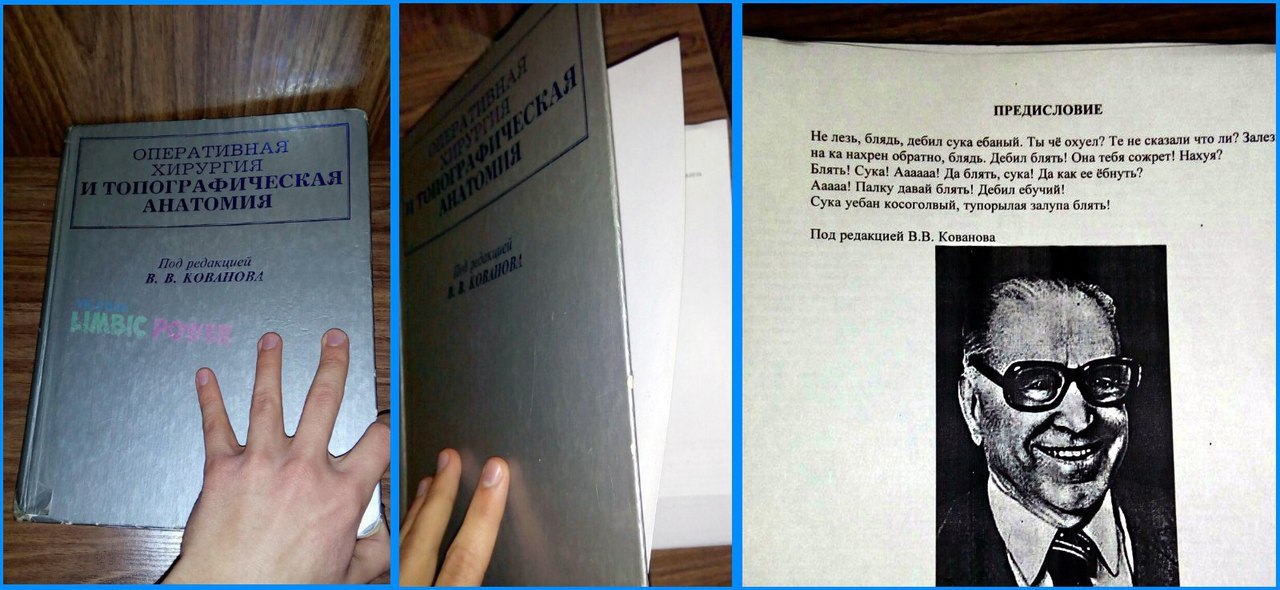 ОПЕРАТИВНАЯ
ХИРУРГИЯ
И ТОПОГРАФИЧЕСКАЯ
АНАТОМИЯ
Под редакцией
В. В. КОВАНОВА
LIMBIC POWER
ОПЕРАТИВНАЯ
ХИРУРГИЯ
И ТОПОГРАФИЧЕСКАЯ
АНАТОМИЯ
Под редакцией
В. В. КОВАНОВА
ПРЕДИСЛОВИЕ
Не лезь, блядь, дебил сука ебаный. Ты чё охуел? Те не сказали что ли? Залез
на ка нахрен обратно, блядь. Дебил блять! Она тебя сожрет! Нахуя?
Блять! Сука! Аааааа! Да блять, сука! Да как ее ёбнуть?
Ааааа! Палку давай блять! Дебил ебучий!
Сука уебан косоголвый, тупорылая залупа блять!
Под редакцией В.В. Кованова